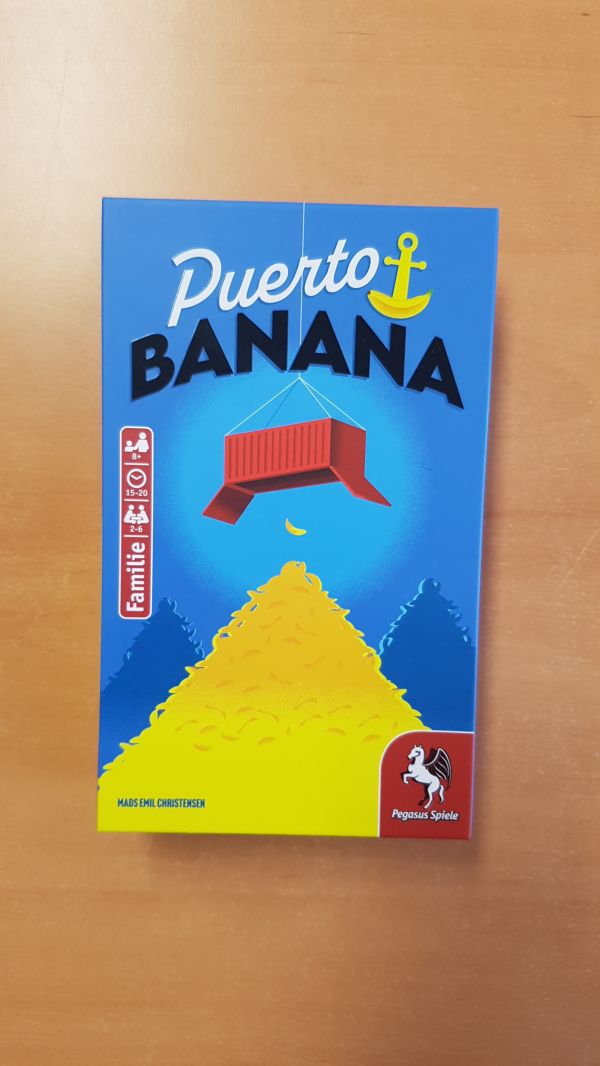 Puerto
BANANA
8+
15-20
2-6
Familie
MADS EMIL CHRISTENSEN
Pegasus Spiele